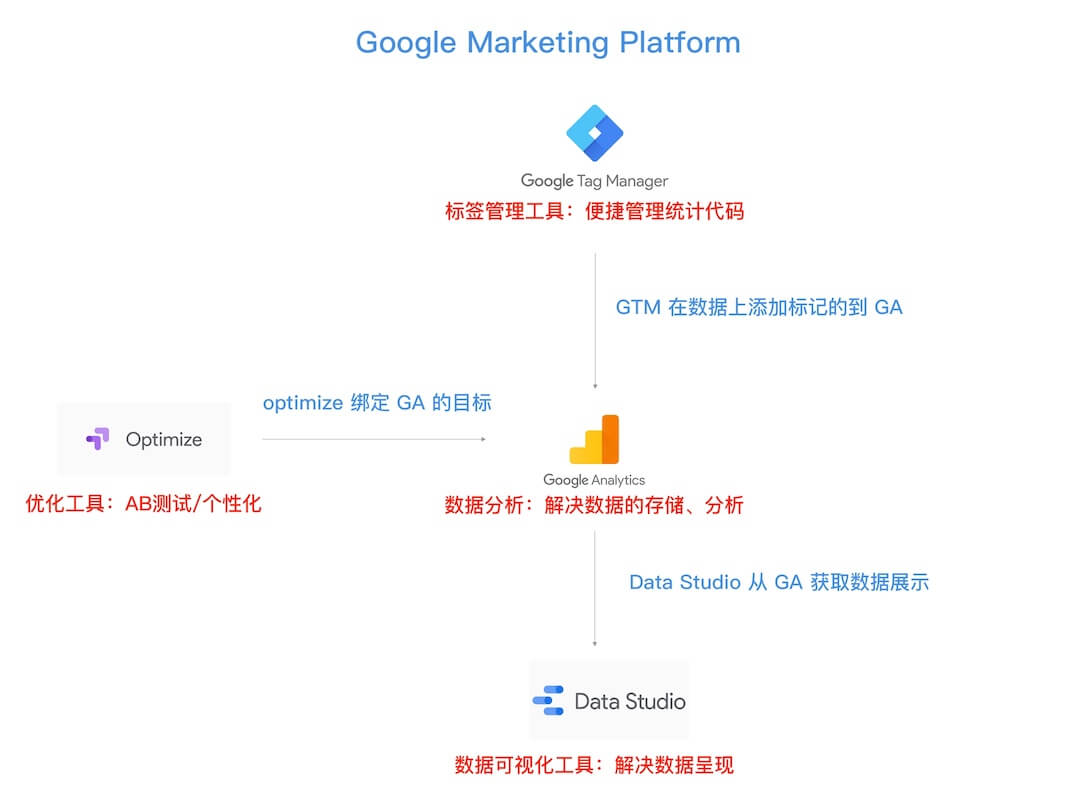 Google Marketing Platform
Google Tag Manager
标签管理工具：便捷管理统计代码
GTM 在数据上添加标记的到 GA
optimize 绑定 GA 的目标
Optimize
优化工具：AB测试/个性化
Google Analytics
数据分析：解决数据的存储、分析
Data Studio 从 GA 获取数据展示
Data Studio
数据可视化工具：解决数据呈现